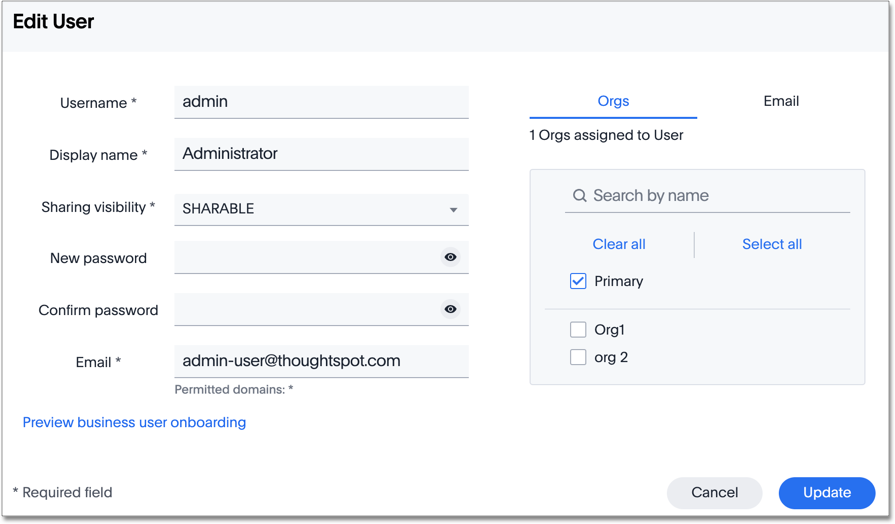 Edit User
Username *
admin
Display name *
Administrator
Sharing visibility *
SHARABLE
New password
Confirm password
Email *
admin-user@thoughtspot.com
Permitted domains: *
Preview business user onboarding
Orgs
Email
1 Orgs assigned to User
Search by name
Clear all
Select all
Primary
Org1
org 2
* Required field
Cancel
Update